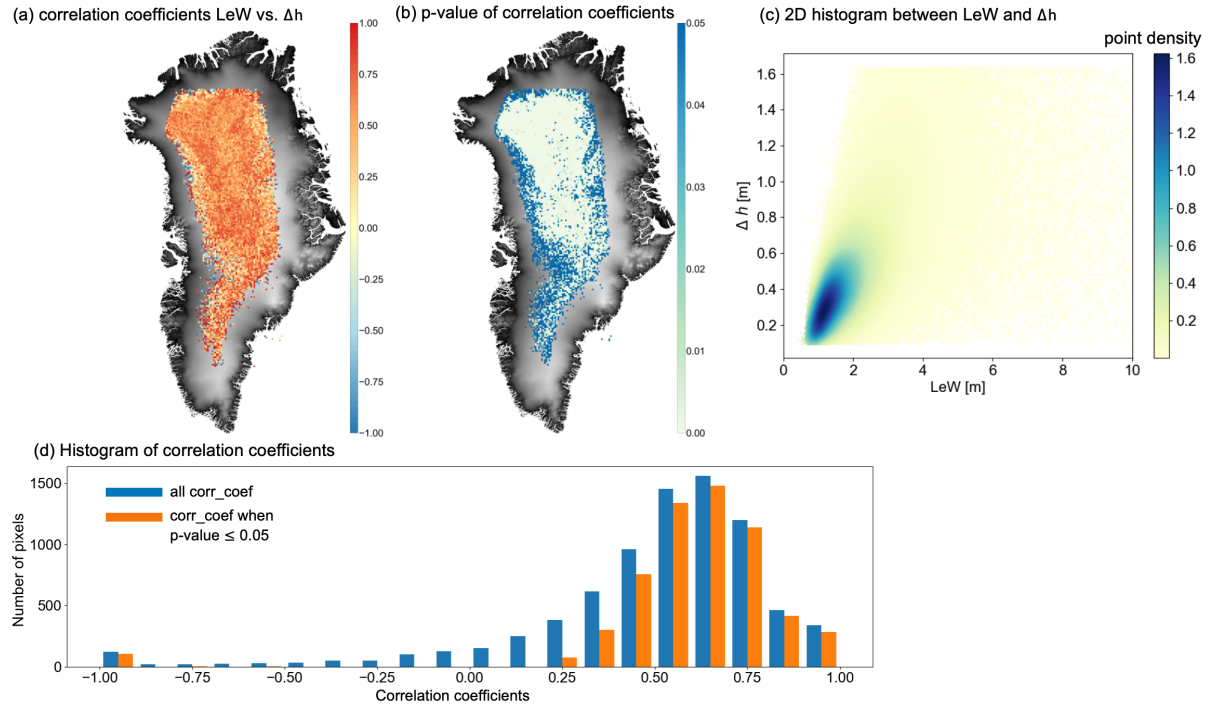 (a) correlation coefficients LeW vs. Δh
1.00
0.75
0.50
0.25
0.00
−0.25
−0.50
−0.75
−1.00
(b) p-value of correlation coefficients
0.05
0.04
0.03
0.02
0.01
0.00
(c) 2D histogram between LeW and Δh
point density
1.6
1.4
1.2
1.0
0.8
0.6
0.4
0.2
Δ h [m]
1.6
1.4
1.2
1.0
0.8
0.6
0.4
0.2
0 2 4 6 8 10
LeW [m]
(d) Histogram of correlation coefficients
all corr_coef
corr_coef when
p-value ≤ 0.05
Number of pixels
1500
1000
500
0
−1.00 −0.75 −0.50 −0.25 0.00 0.25 0.50 0.75 1.00
Correlation coefficients